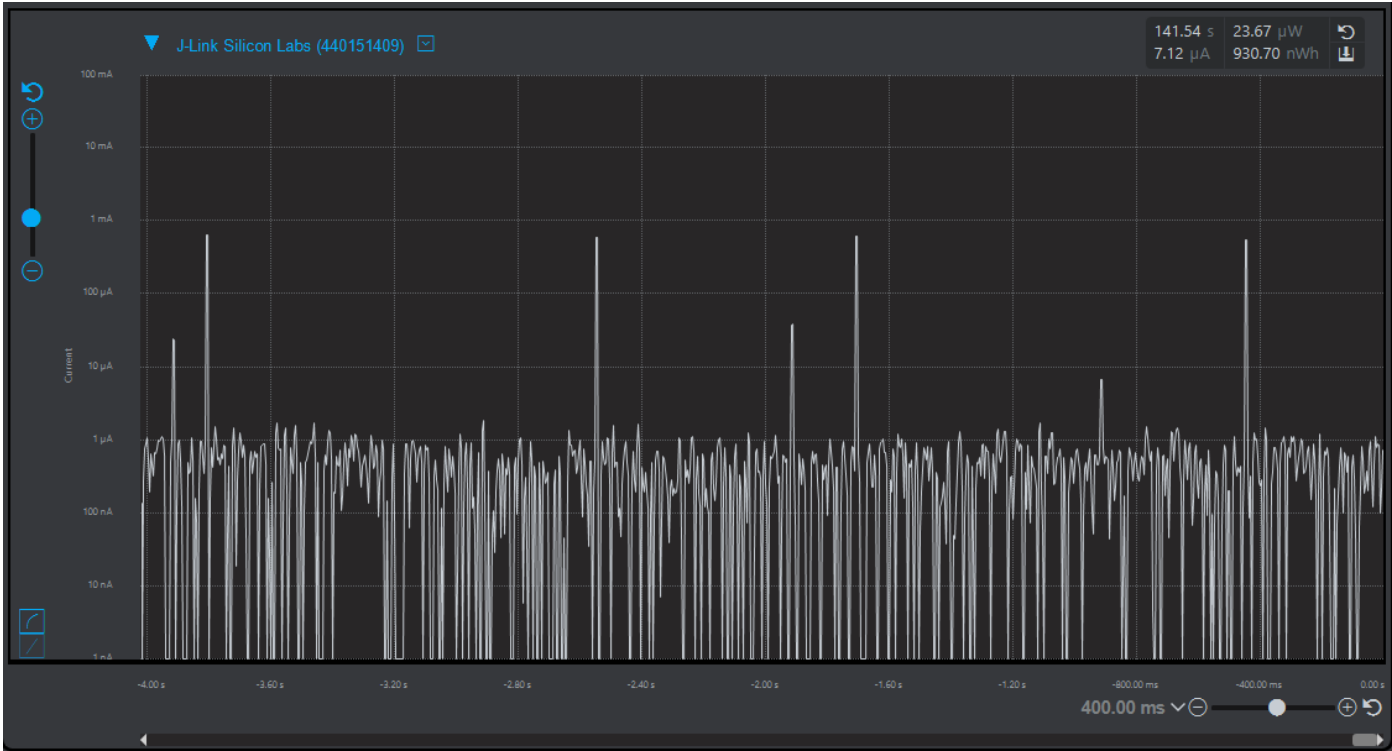 J-Link Silicon Labs (440151409)
141.54 s 23.67 µW
7.12 µA 930.70 nWh
100 mA
10 mA
1 mA
100 µA
10 µA
1 µA
100 nA
10 nA
1 nA
Current
-4.00 s -3.60 s -3.20 s -2.80 s -2.40 s -2.00 s -1.60 s -1.20 s -800.00 ms -400.00 ms 0.00 s
400.00 ms